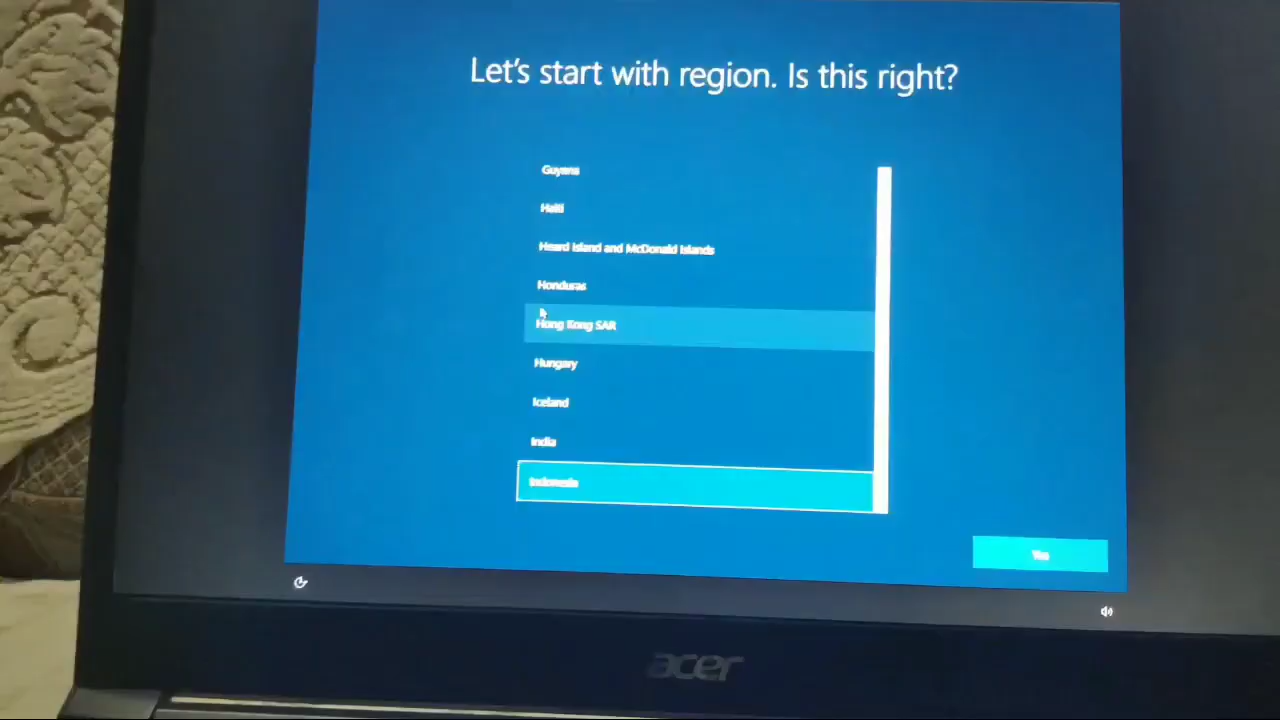 Let's start with region. Is this right?
Guyana
Haiti
Heard Island and McDonald Islands
Honduras
Hong Kong SAR
Hungary
Iceland
India
Indonesia
Yes
acer